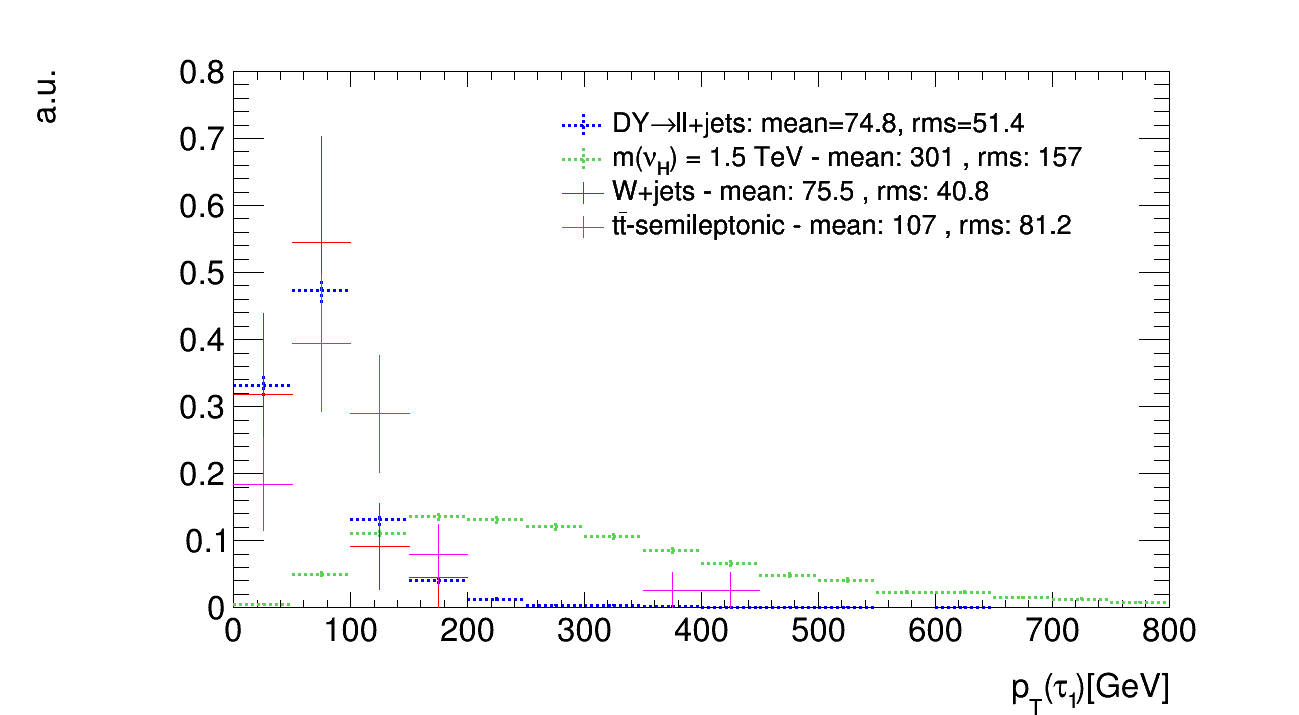 a.u.
0.8
0.7
0.6
0.5
0.4
0.3
0.2
0.1
0
DY→ll+jets: mean=74.8, rms=51.4
m(ν_H) = 1.5 TeV - mean: 301 , rms: 157
W+jets - mean: 75.5 , rms: 40.8
tt̄-semileptonic - mean: 107 , rms: 81.2
0 100 200 300 400 500 600 700 800
p_T(τ_1)[GeV]